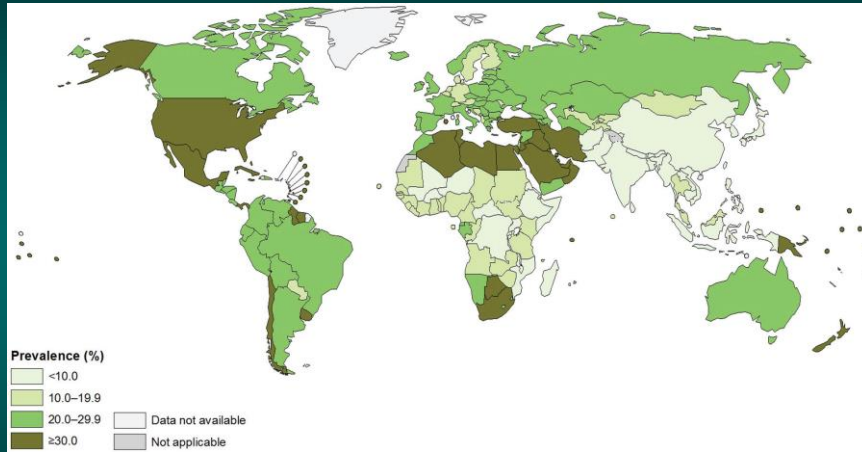 Prevalence (%)
<10.0
10.0–19.9
20.0–29.9
≥30.0
Data not available
Not applicable